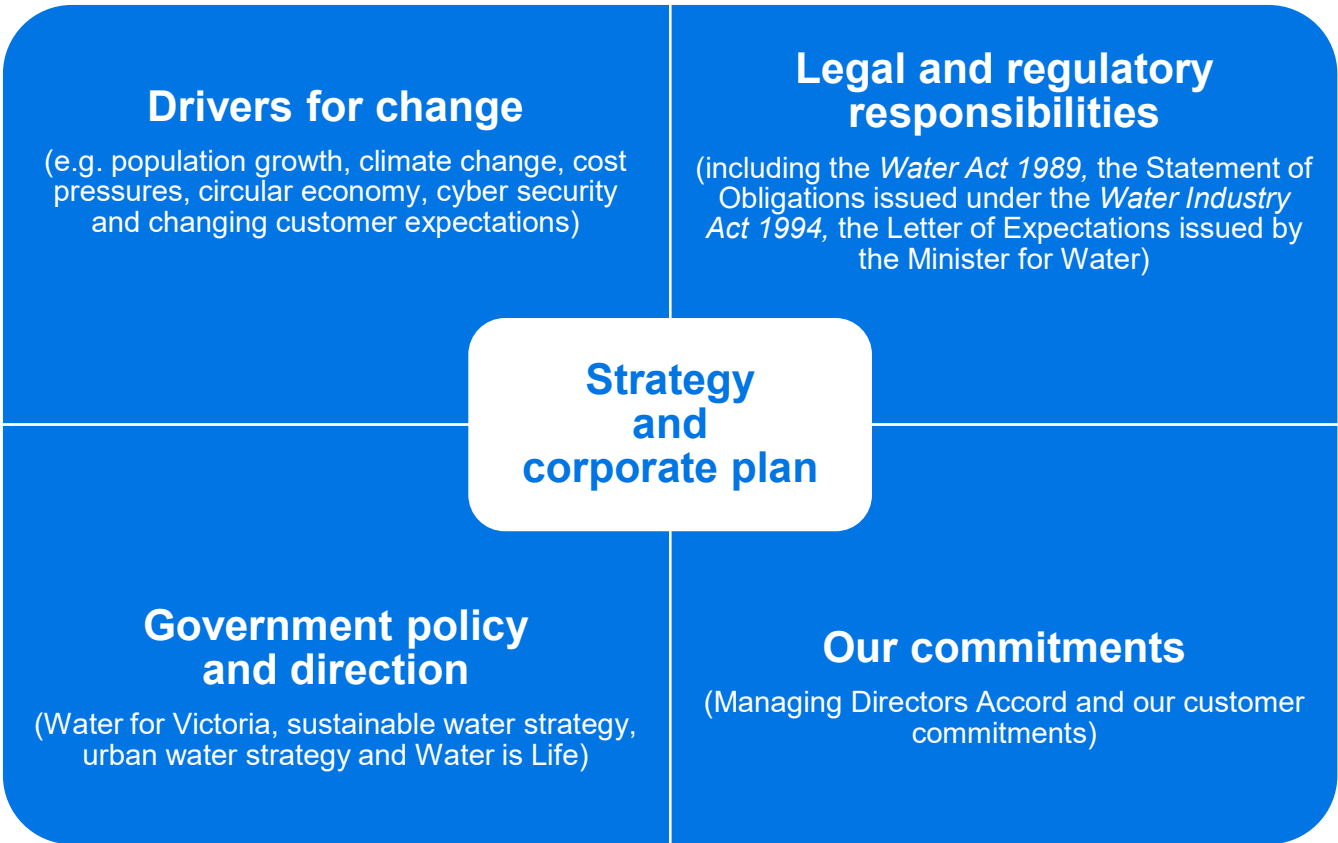 Drivers for change
(e.g. population growth, climate change, cost
pressures, circular economy, cyber security
and changing customer expectations)
Legal and regulatory
responsibilities
(including the Water Act 1989, the Statement of
Obligations issued under the Water Industry
Act 1994, the Letter of Expectations issued by
the Minister for Water)
Strategy
and
corporate plan
Government policy
and direction
(Water for Victoria, sustainable water strategy,
urban water strategy and Water is Life)
Our commitments
(Managing Directors Accord and our customer
commitments)